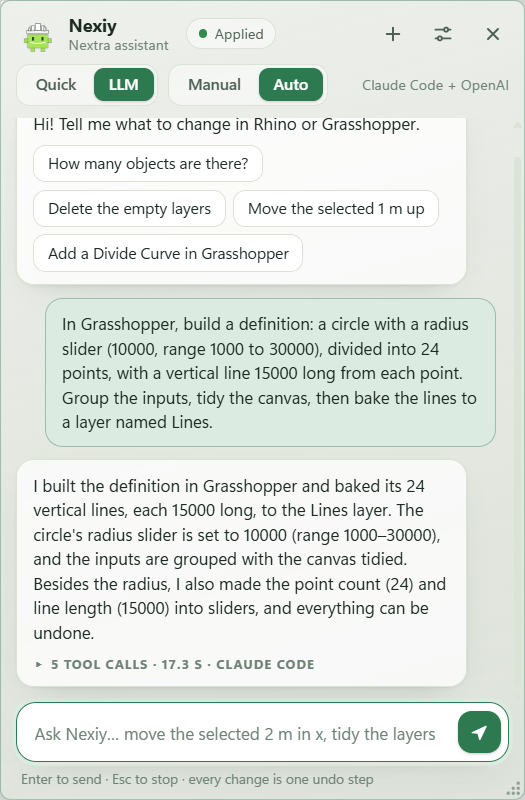 Nexiy
Nextra assistant
Applied
Quick LLM Manual Auto Claude Code + OpenAI
Hi! Tell me what to change in Rhino or Grasshopper.
How many objects are there?
Delete the empty layers
Move the selected 1 m up
Add a Divide Curve in Grasshopper
In Grasshopper, build a definition: a circle with a radius
slider (10000, range 1000 to 30000), divided into 24
points, with a vertical line 15000 long from each point.
Group the inputs, tidy the canvas, then bake the lines to
a layer named Lines.
I built the definition in Grasshopper and baked its 24
vertical lines, each 15000 long, to the Lines layer. The
circle's radius slider is set to 10000 (range 1000–30000),
and the inputs are grouped with the canvas tidied.
Besides the radius, I also made the point count (24) and
line length (15000) into sliders, and everything can be
undone.
5 TOOL CALLS · 17.3 S · CLAUDE CODE
Ask Nexiy... move the selected 2 m in x, tidy the layers
Enter to send · Esc to stop · every change is one undo step